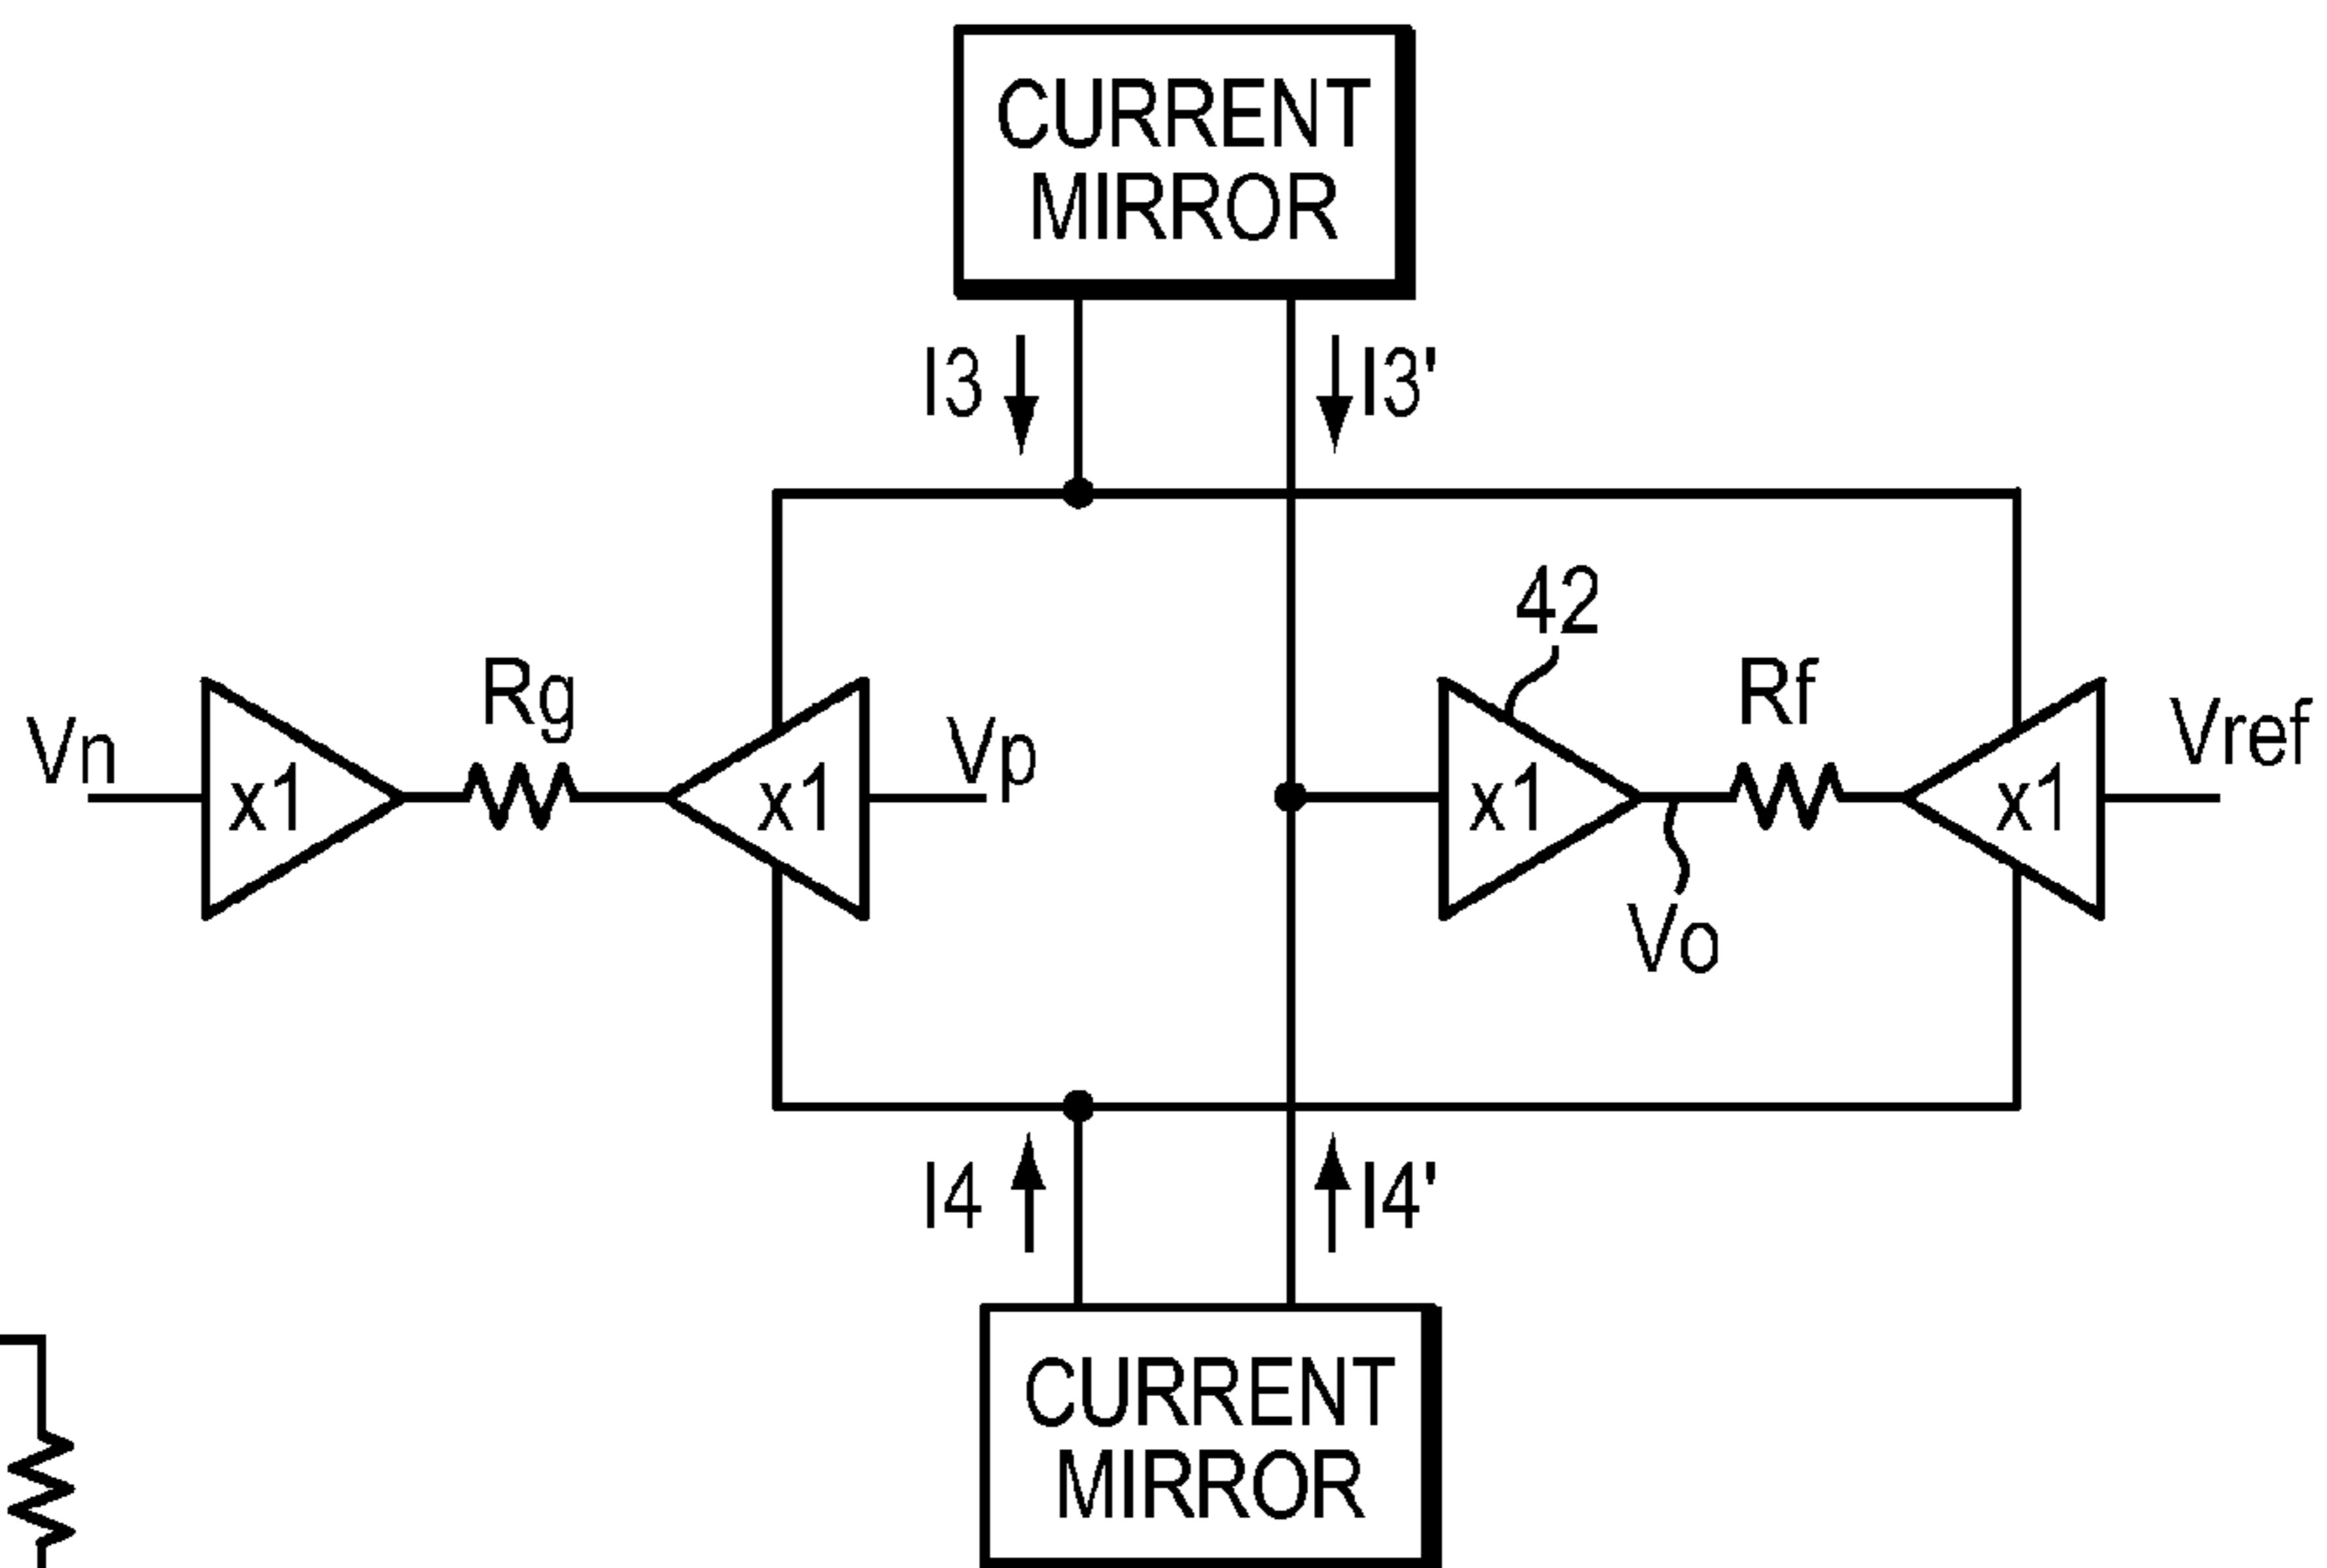 CURRENT
MIRROR
I3
I3'
42
Rg
Rf
Vn
Vp
Vref
x1
x1
x1
x1
Vo
I4
I4'
CURRENT
MIRROR